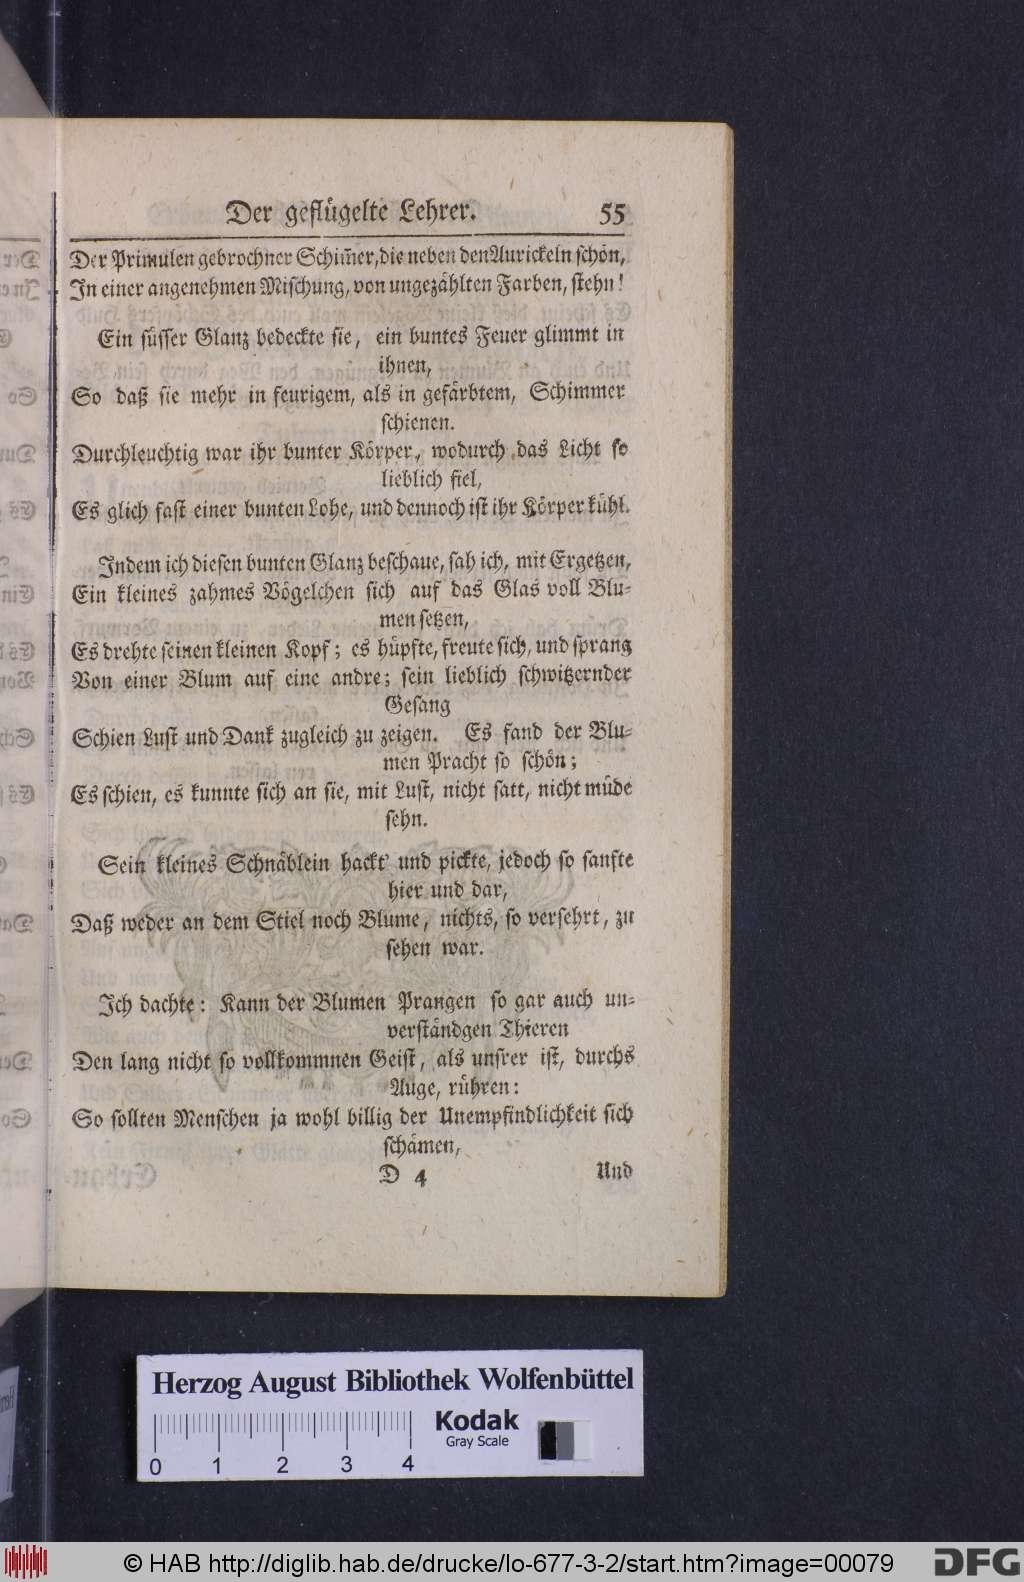 Der geflügelte Lehrer. 55
Der Primulen gebrochner Schim̃er, die neben den Aurickeln schön,
In einer angenehmen Mischung, von ungezählten Farben, stehn!
Ein süsser Glanz bedeckte sie, ein buntes Feuer glimmt in
ihnen,
So daß sie mehr in feurigem, als in gefärbtem, Schimmer
schienen.
Durchleuchtig war ihr bunter Körper, wodurch das Licht so
lieblich fiel,
Es glich fast einer bunten Lohe, und dennoch ist ihr Körper kühl.
Indem ich diesen bunten Glanz beschaue, sah ich, mit Ergetzen,
Ein kleines zahmes Vögelchen sich auf das Glas voll Blu-
men setzen,
Es drehte seinen kleinen Kopf; es hüpfte, freute sich, und sprang
Von einer Blum auf eine andre; sein lieblich schwitzernder
Gesang
Schien Lust und Dank zugleich zu zeigen. Es fand der Blu-
men Pracht so schön;
Es schien, es kunnte sich an sie, mit Lust, nicht satt, nicht müde
sehn.
Sein kleines Schnäblein hackt' und pickte, jedoch so sanfte
hier und dar,
Daß weder an dem Stiel noch Blume, nichts, so versehrt, zu
sehen war.
Ich dachte: Kann der Blumen Prangen so gar auch un-
verständgen Thieren
Den lang nicht so vollkommnen Geist, als unsrer ist, durchs
Auge, rühren:
So sollten Menschen ja wohl billig der Unempfindlichkeit sich
schämen,
D 4 Und
Herzog August Bibliothek Wolfenbüttel
Kodak
Gray Scale
0 1 2 3 4
© HAB http://diglib.hab.de/drucke/lo-677-3-2/start.htm?image=00079
DFG